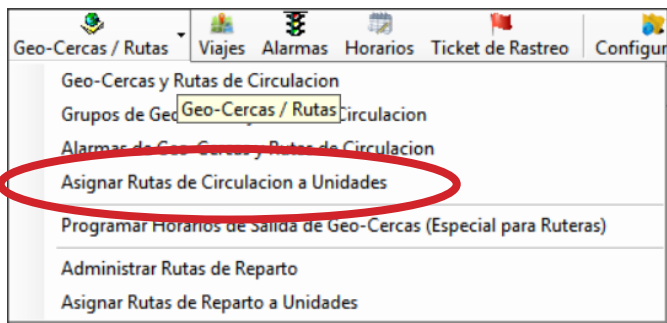 Geo-Cercas / Rutas Viajes Alarmas Horarios Ticket de Rastreo Configur
Geo-Cercas y Rutas de Circulacion
Grupos de Geo Circulacion
Geo-Cercas / Rutas
Alarmas de Geo-Cercas y Rutas de Circulacion
Asignar Rutas de Circulacion a Unidades
Programar Horarios de Salida de Geo-Cercas (Especial para Ruteras)
Administrar Rutas de Reparto
Asignar Rutas de Reparto a Unidades